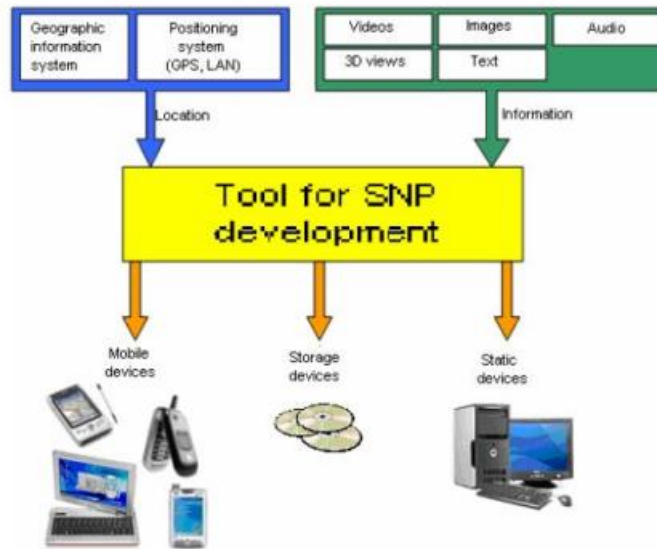 Geographic
information
system
Positioning
system
(GPS, LAN)
Videos
Images
Audio
3D views
Text
Location
Information
Tool for SNP
development
Mobile
devices
Storage
devices
Static
devices